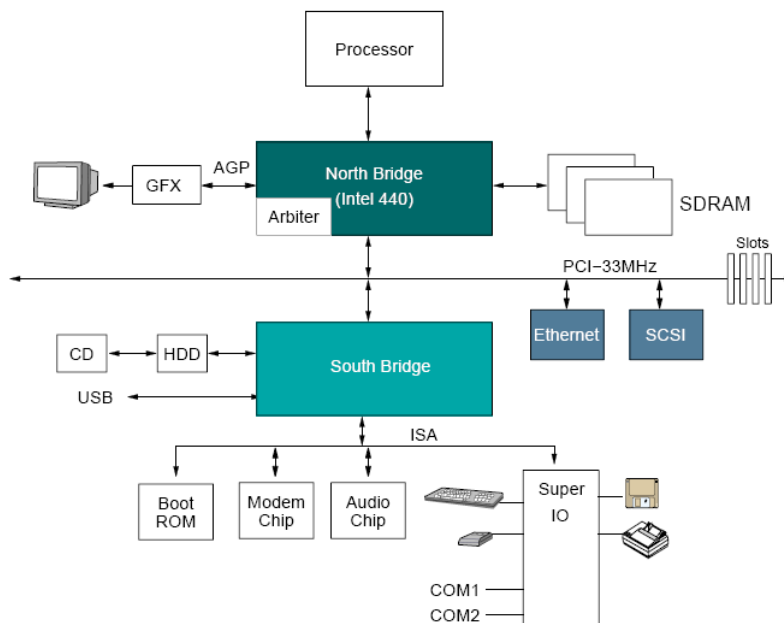 Processor
AGP
GFX
North Bridge
(Intel 440)
Arbiter
SDRAM
Slots
PCI–33MHz
Ethernet
SCSI
CD
HDD
South Bridge
USB
ISA
Boot
ROM
Modem
Chip
Audio
Chip
Super
IO
COM1
COM2